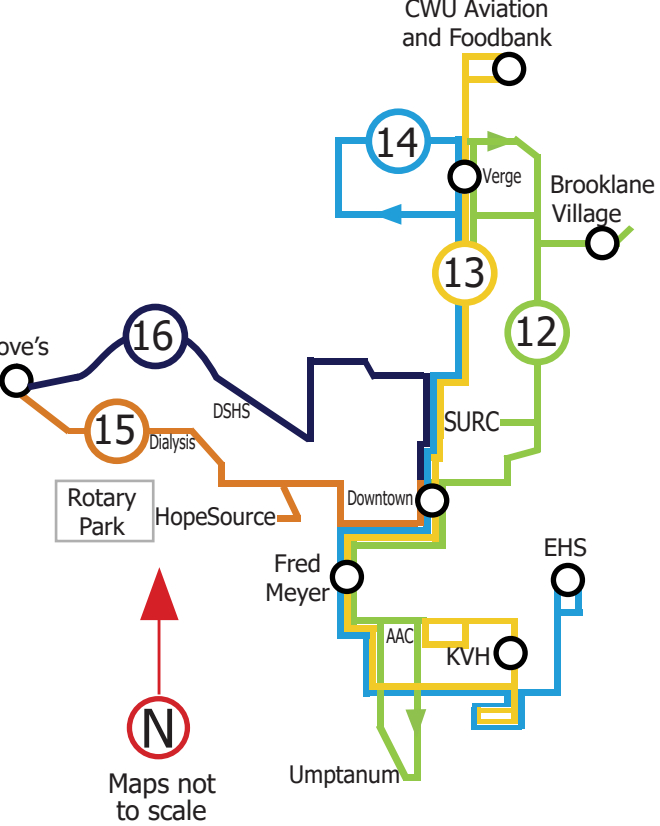 CWU Aviation
and Foodbank
14
Verge
Brooklane
Village
13
12
16
ove's
DSHS
15
Dialysis
SURC
Rotary
Park
HopeSource
Downtown
Fred
Meyer
EHS
AAC
KVH
N
Umptanum
Maps not
to scale